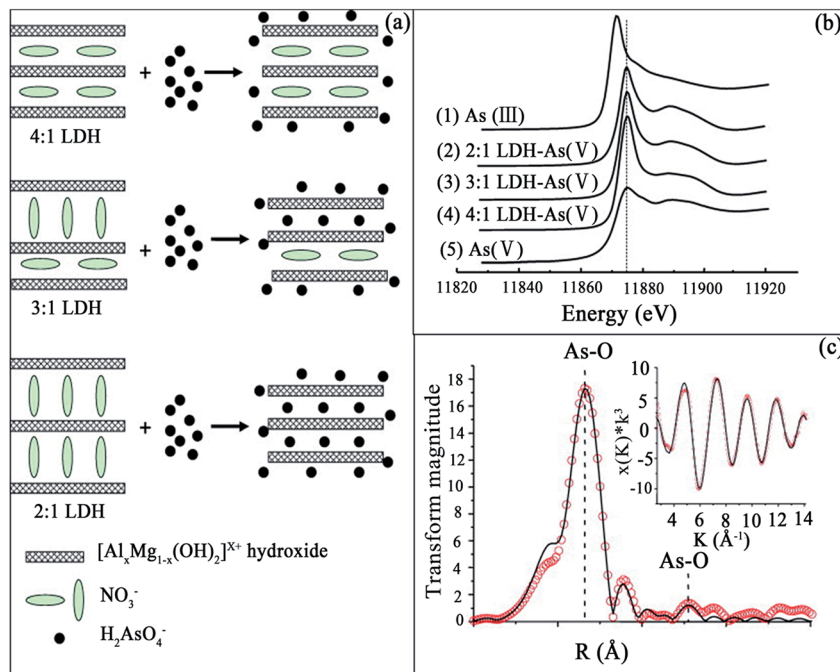 (a)
+
4:1 LDH
+
3:1 LDH
+
2:1 LDH
[AlₓMg₁₋ₓ(OH)₂]ˣ⁺ hydroxide
NO₃⁻
H₂AsO₄⁻
(b)
(1) As (Ⅲ)
(2) 2:1 LDH-As(Ⅴ)
(3) 3:1 LDH-As(Ⅴ)
(4) 4:1 LDH-As(Ⅴ)
(5) As(Ⅴ)
11820 11840 11860 11880 11900 11920
Energy (eV)
(c)
As-O
18
16
14
12
10
8
6
4
2
0
Transform magnitude
R (Å)
As-O
10
5
0
-5
-10
x(K)*k³
4 6 8 10 12 14
K (Å⁻¹)